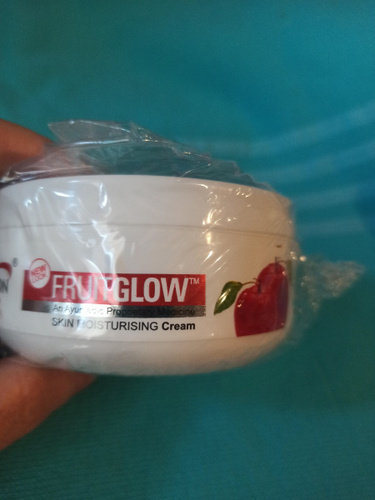 FRUITGLOW™
An Ayurvedic Proprietary Medicine
SKIN MOISTURISING Cream